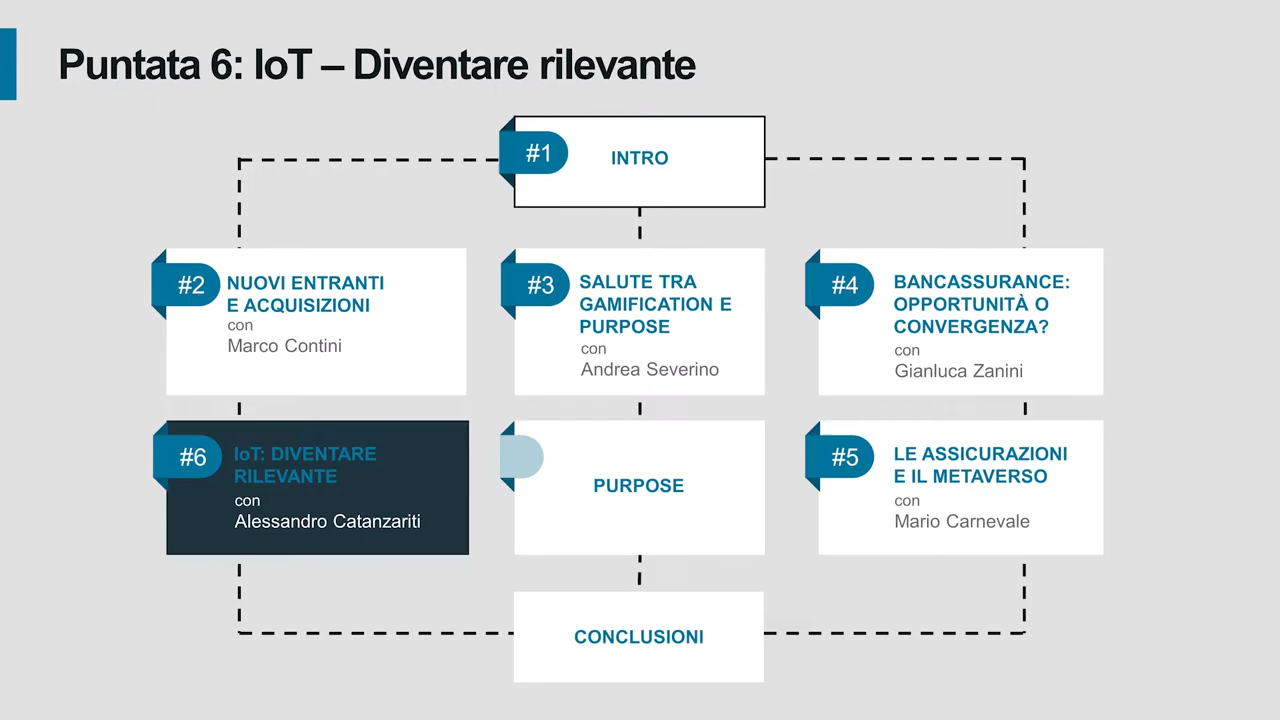 Puntata 6: IoT – Diventare rilevante
#1
INTRO
#2
NUOVI ENTRANTI
E ACQUISIZIONI
con
Marco Contini
#3
SALUTE TRA
GAMIFICATION E
PURPOSE
con
Andrea Severino
#4
BANCASSURANCE:
OPPORTUNITÀ O
CONVERGENZA?
con
Gianluca Zanini
#6
IoT: DIVENTARE
RILEVANTE
con
Alessandro Catanzariti
PURPOSE
#5
LE ASSICURAZIONI
E IL METAVERSO
con
Mario Carnevale
CONCLUSIONI